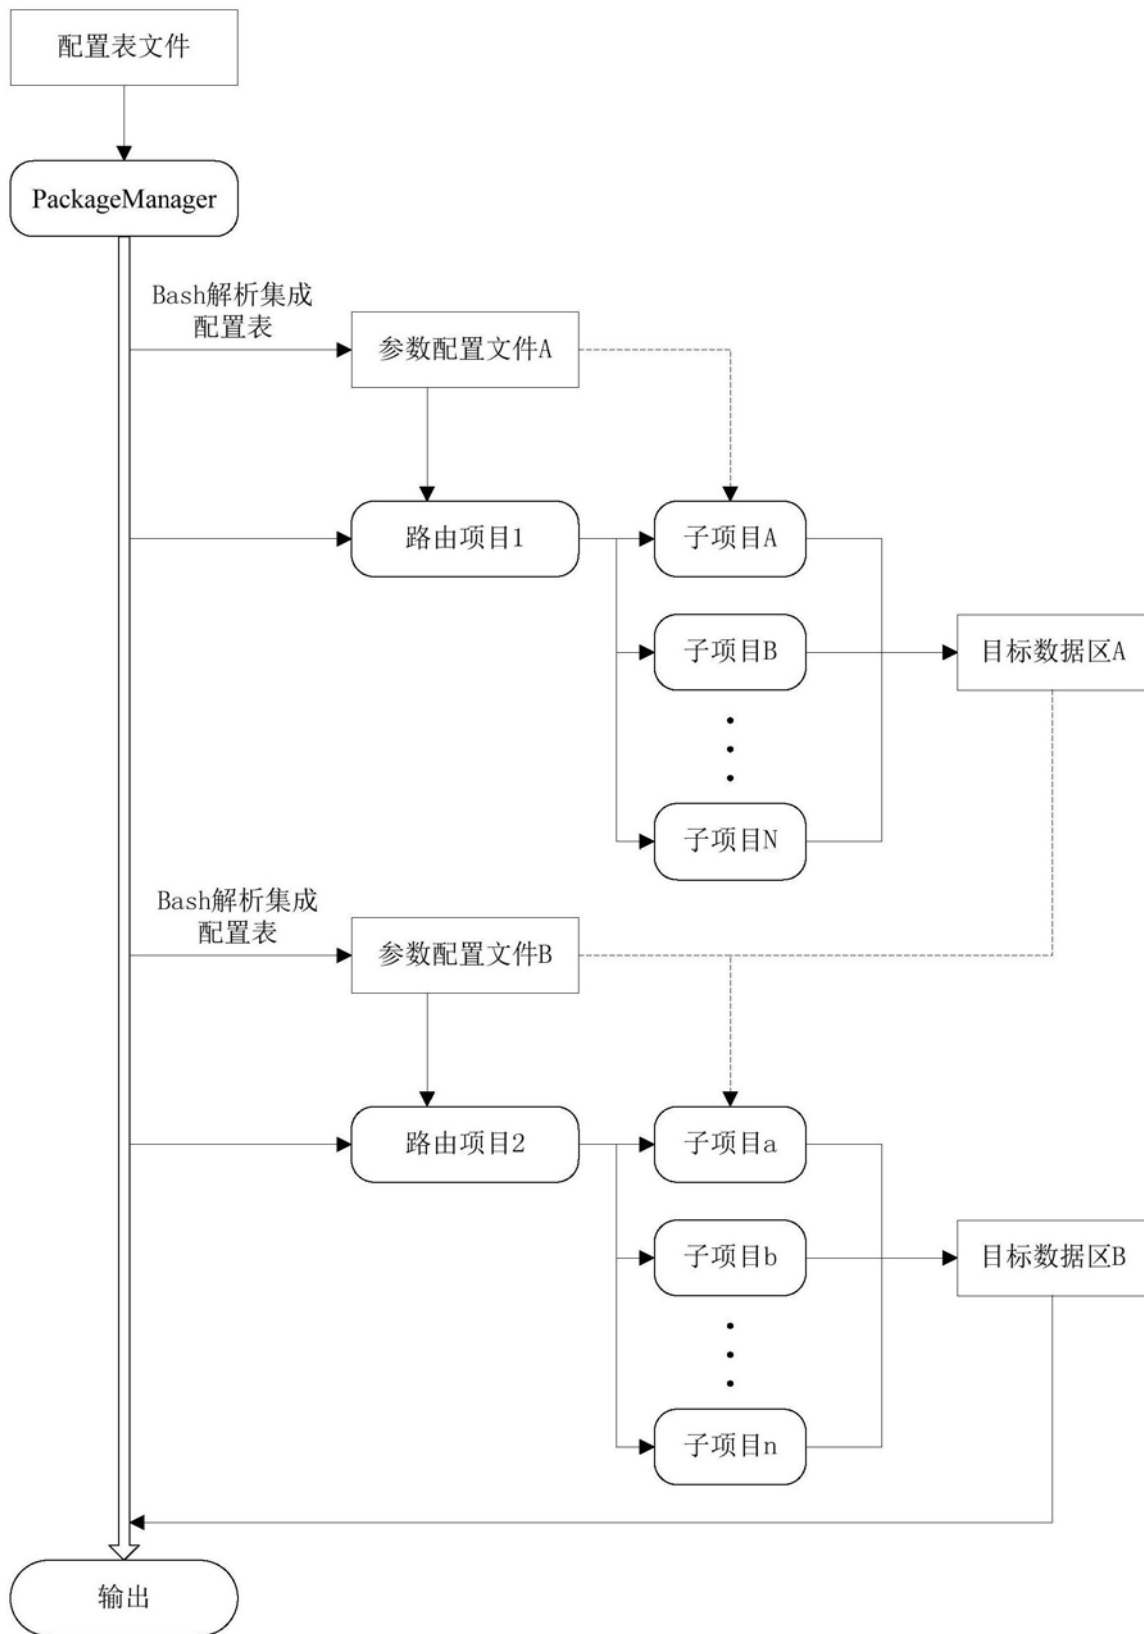 配置表文件
PackageManager
Bash解析集成
配置表
参数配置文件A
路由项目1
子项目A
子项目B
目标数据区A
子项目N
Bash解析集成
配置表
参数配置文件B
路由项目2
子项目a
子项目b
目标数据区B
子项目n
输出